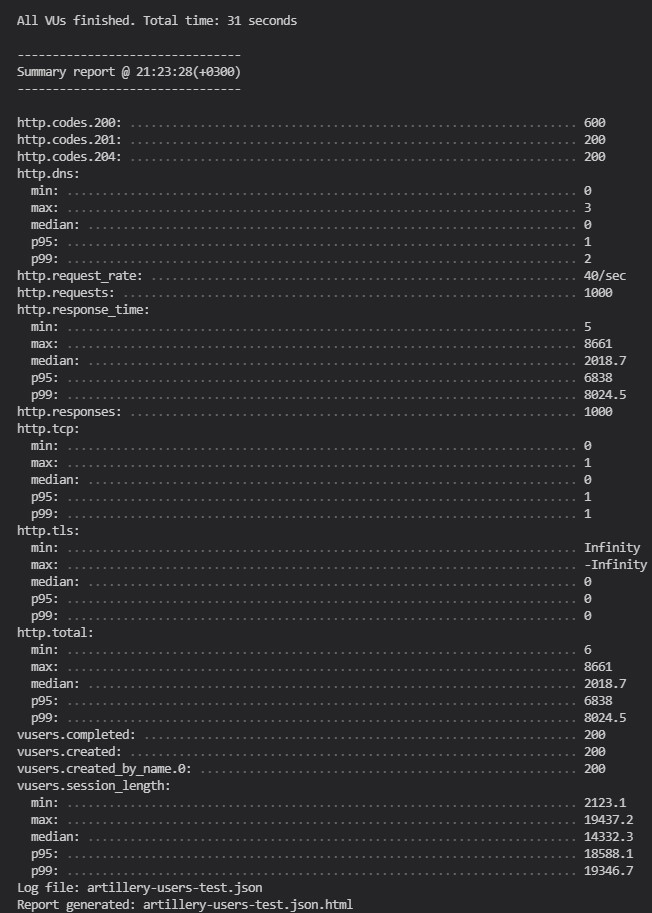 All VUs finished. Total time: 31 seconds
--------------------------------
Summary report @ 21:23:28(+0300)
--------------------------------
http.codes.200: ................................................................ 600
http.codes.201: ................................................................ 200
http.codes.204: ................................................................ 200
http.dns:
  min: ......................................................................... 0
  max: ......................................................................... 3
  median: ...................................................................... 0
  p95: ......................................................................... 1
  p99: ......................................................................... 2
http.request_rate: ............................................................. 40/sec
http.requests: ................................................................. 1000
http.response_time:
  min: ......................................................................... 5
  max: ......................................................................... 8661
  median: ...................................................................... 2018.7
  p95: ......................................................................... 6838
  p99: ......................................................................... 8024.5
http.responses: ................................................................ 1000
http.tcp:
  min: ......................................................................... 0
  max: ......................................................................... 1
  median: ...................................................................... 0
  p95: ......................................................................... 1
  p99: ......................................................................... 1
http.tls:
  min: ......................................................................... Infinity
  max: ......................................................................... -Infinity
  median: ...................................................................... 0
  p95: ......................................................................... 0
  p99: ......................................................................... 0
http.total:
  min: ......................................................................... 6
  max: ......................................................................... 8661
  median: ...................................................................... 2018.7
  p95: ......................................................................... 6838
  p99: ......................................................................... 8024.5
vusers.completed: .............................................................. 200
vusers.created: ................................................................ 200
vusers.created_by_name.0: ...................................................... 200
vusers.session_length:
  min: ......................................................................... 2123.1
  max: ......................................................................... 19437.2
  median: ...................................................................... 14332.3
  p95: ......................................................................... 18588.1
  p99: ......................................................................... 19346.7
Log file: artillery-users-test.json
Report generated: artillery-users-test.json.html